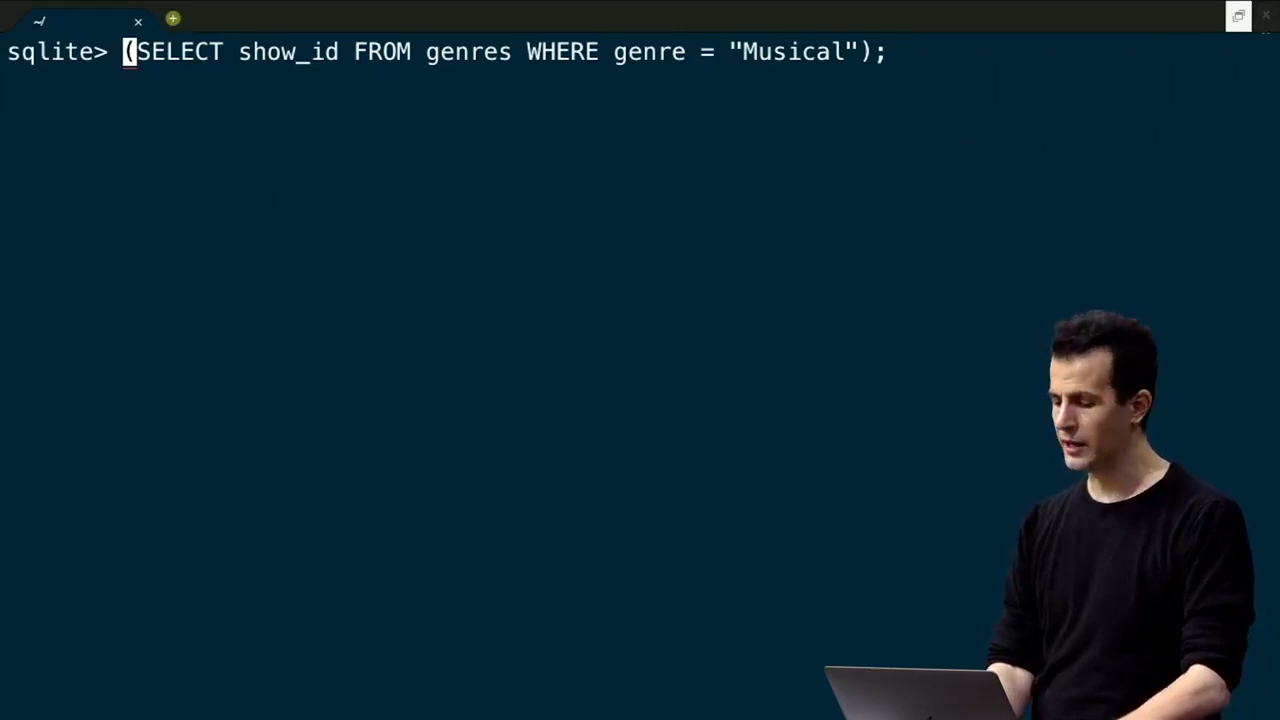 ~/
sqlite> (SELECT show_id FROM genres WHERE genre = "Musical");